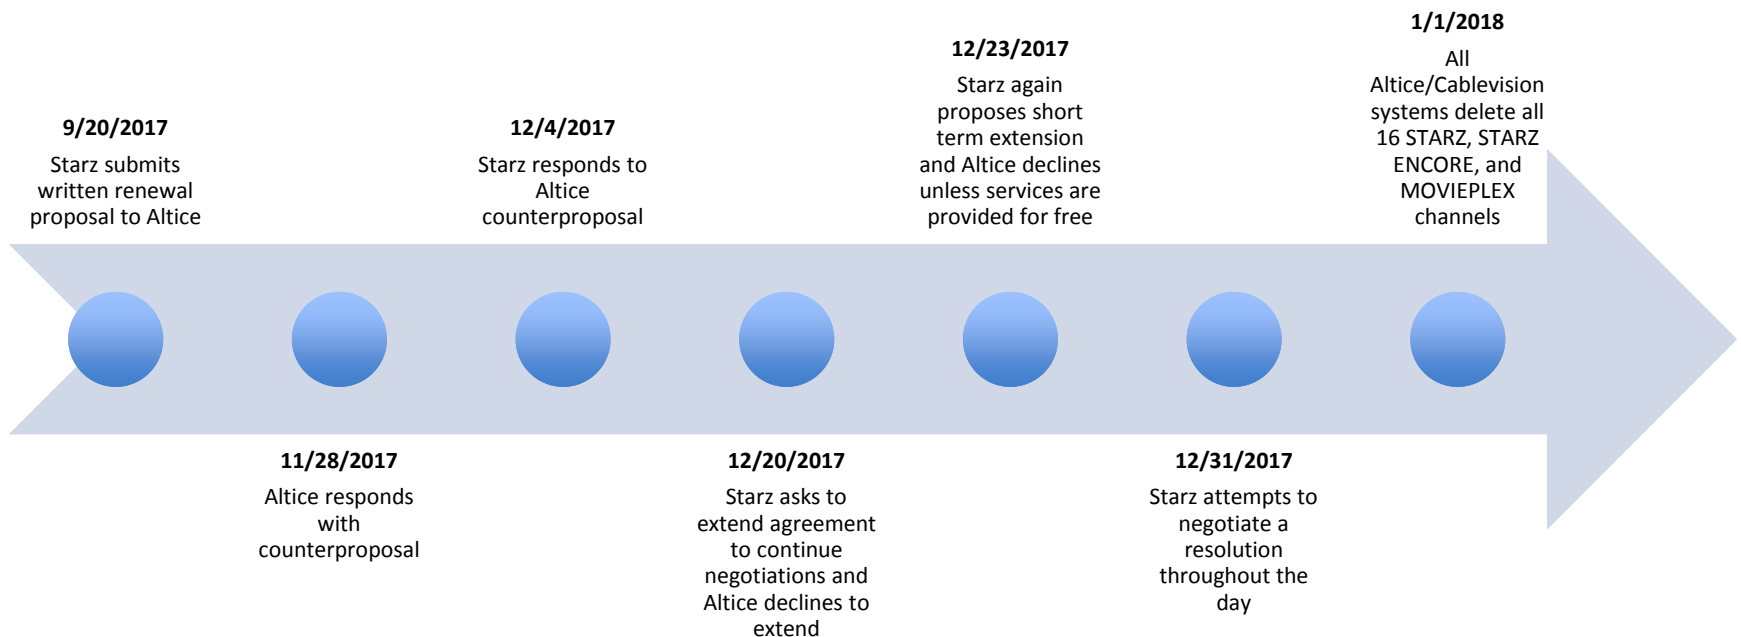 9/20/2017
Starz submits
written renewal
proposal to Altice
11/28/2017
Altice responds
with
counterproposal
12/4/2017
Starz responds to
Altice
counterproposal
12/20/2017
Starz asks to
extend agreement
to continue
negotiations and
Altice declines to
extend
12/23/2017
Starz again
proposes short
term extension
and Altice declines
unless services are
provided for free
12/31/2017
Starz attempts to
negotiate a
resolution
throughout the
day
1/1/2018
All
Altice/Cablevision
systems delete all
16 STARZ, STARZ
ENCORE, and
MOVIEPLEX
channels